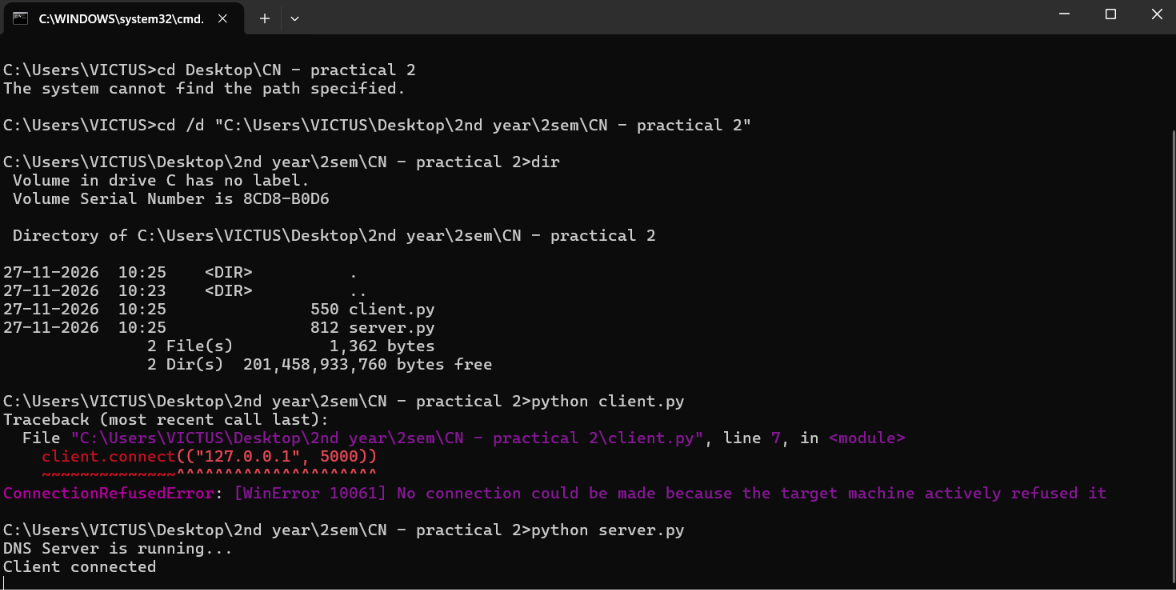 C:\WINDOWS\system32\cmd.
C:\Users\VICTUS>cd Desktop\CN - practical 2
The system cannot find the path specified.
C:\Users\VICTUS>cd /d "C:\Users\VICTUS\Desktop\2nd year\2sem\CN - practical 2"
C:\Users\VICTUS\Desktop\2nd year\2sem\CN - practical 2>dir
 Volume in drive C has no label.
 Volume Serial Number is 8CD8-B0D6
 Directory of C:\Users\VICTUS\Desktop\2nd year\2sem\CN - practical 2
27-11-2026  10:25    <DIR>          .
27-11-2026  10:23    <DIR>          ..
27-11-2026  10:25               550 client.py
27-11-2026  10:25               812 server.py
               2 File(s)          1,362 bytes
               2 Dir(s)  201,458,933,760 bytes free
C:\Users\VICTUS\Desktop\2nd year\2sem\CN - practical 2>python client.py
Traceback (most recent call last):
  File "C:\Users\VICTUS\Desktop\2nd year\2sem\CN - practical 2\client.py", line 7, in <module>
    client.connect(("127.0.0.1", 5000))
    ~~~~~~~~~~~~~~^^^^^^^^^^^^^^^^^^^^^
ConnectionRefusedError: [WinError 10061] No connection could be made because the target machine actively refused it
C:\Users\VICTUS\Desktop\2nd year\2sem\CN - practical 2>python server.py
DNS Server is running...
Client connected